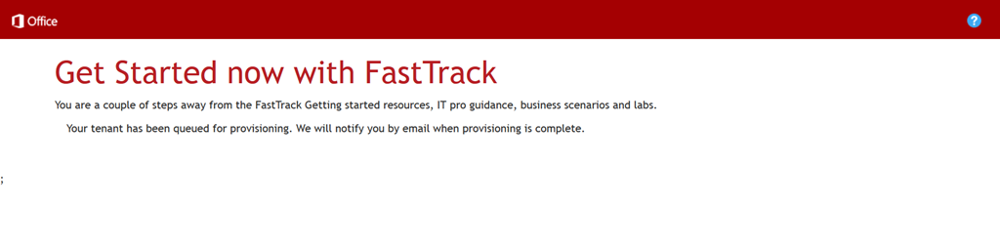 Office
?
Get Started now with FastTrack
You are a couple of steps away from the FastTrack Getting started resources, IT pro guidance, business scenarios and labs.
Your tenant has been queued for provisioning. We will notify you by email when provisioning is complete.
;